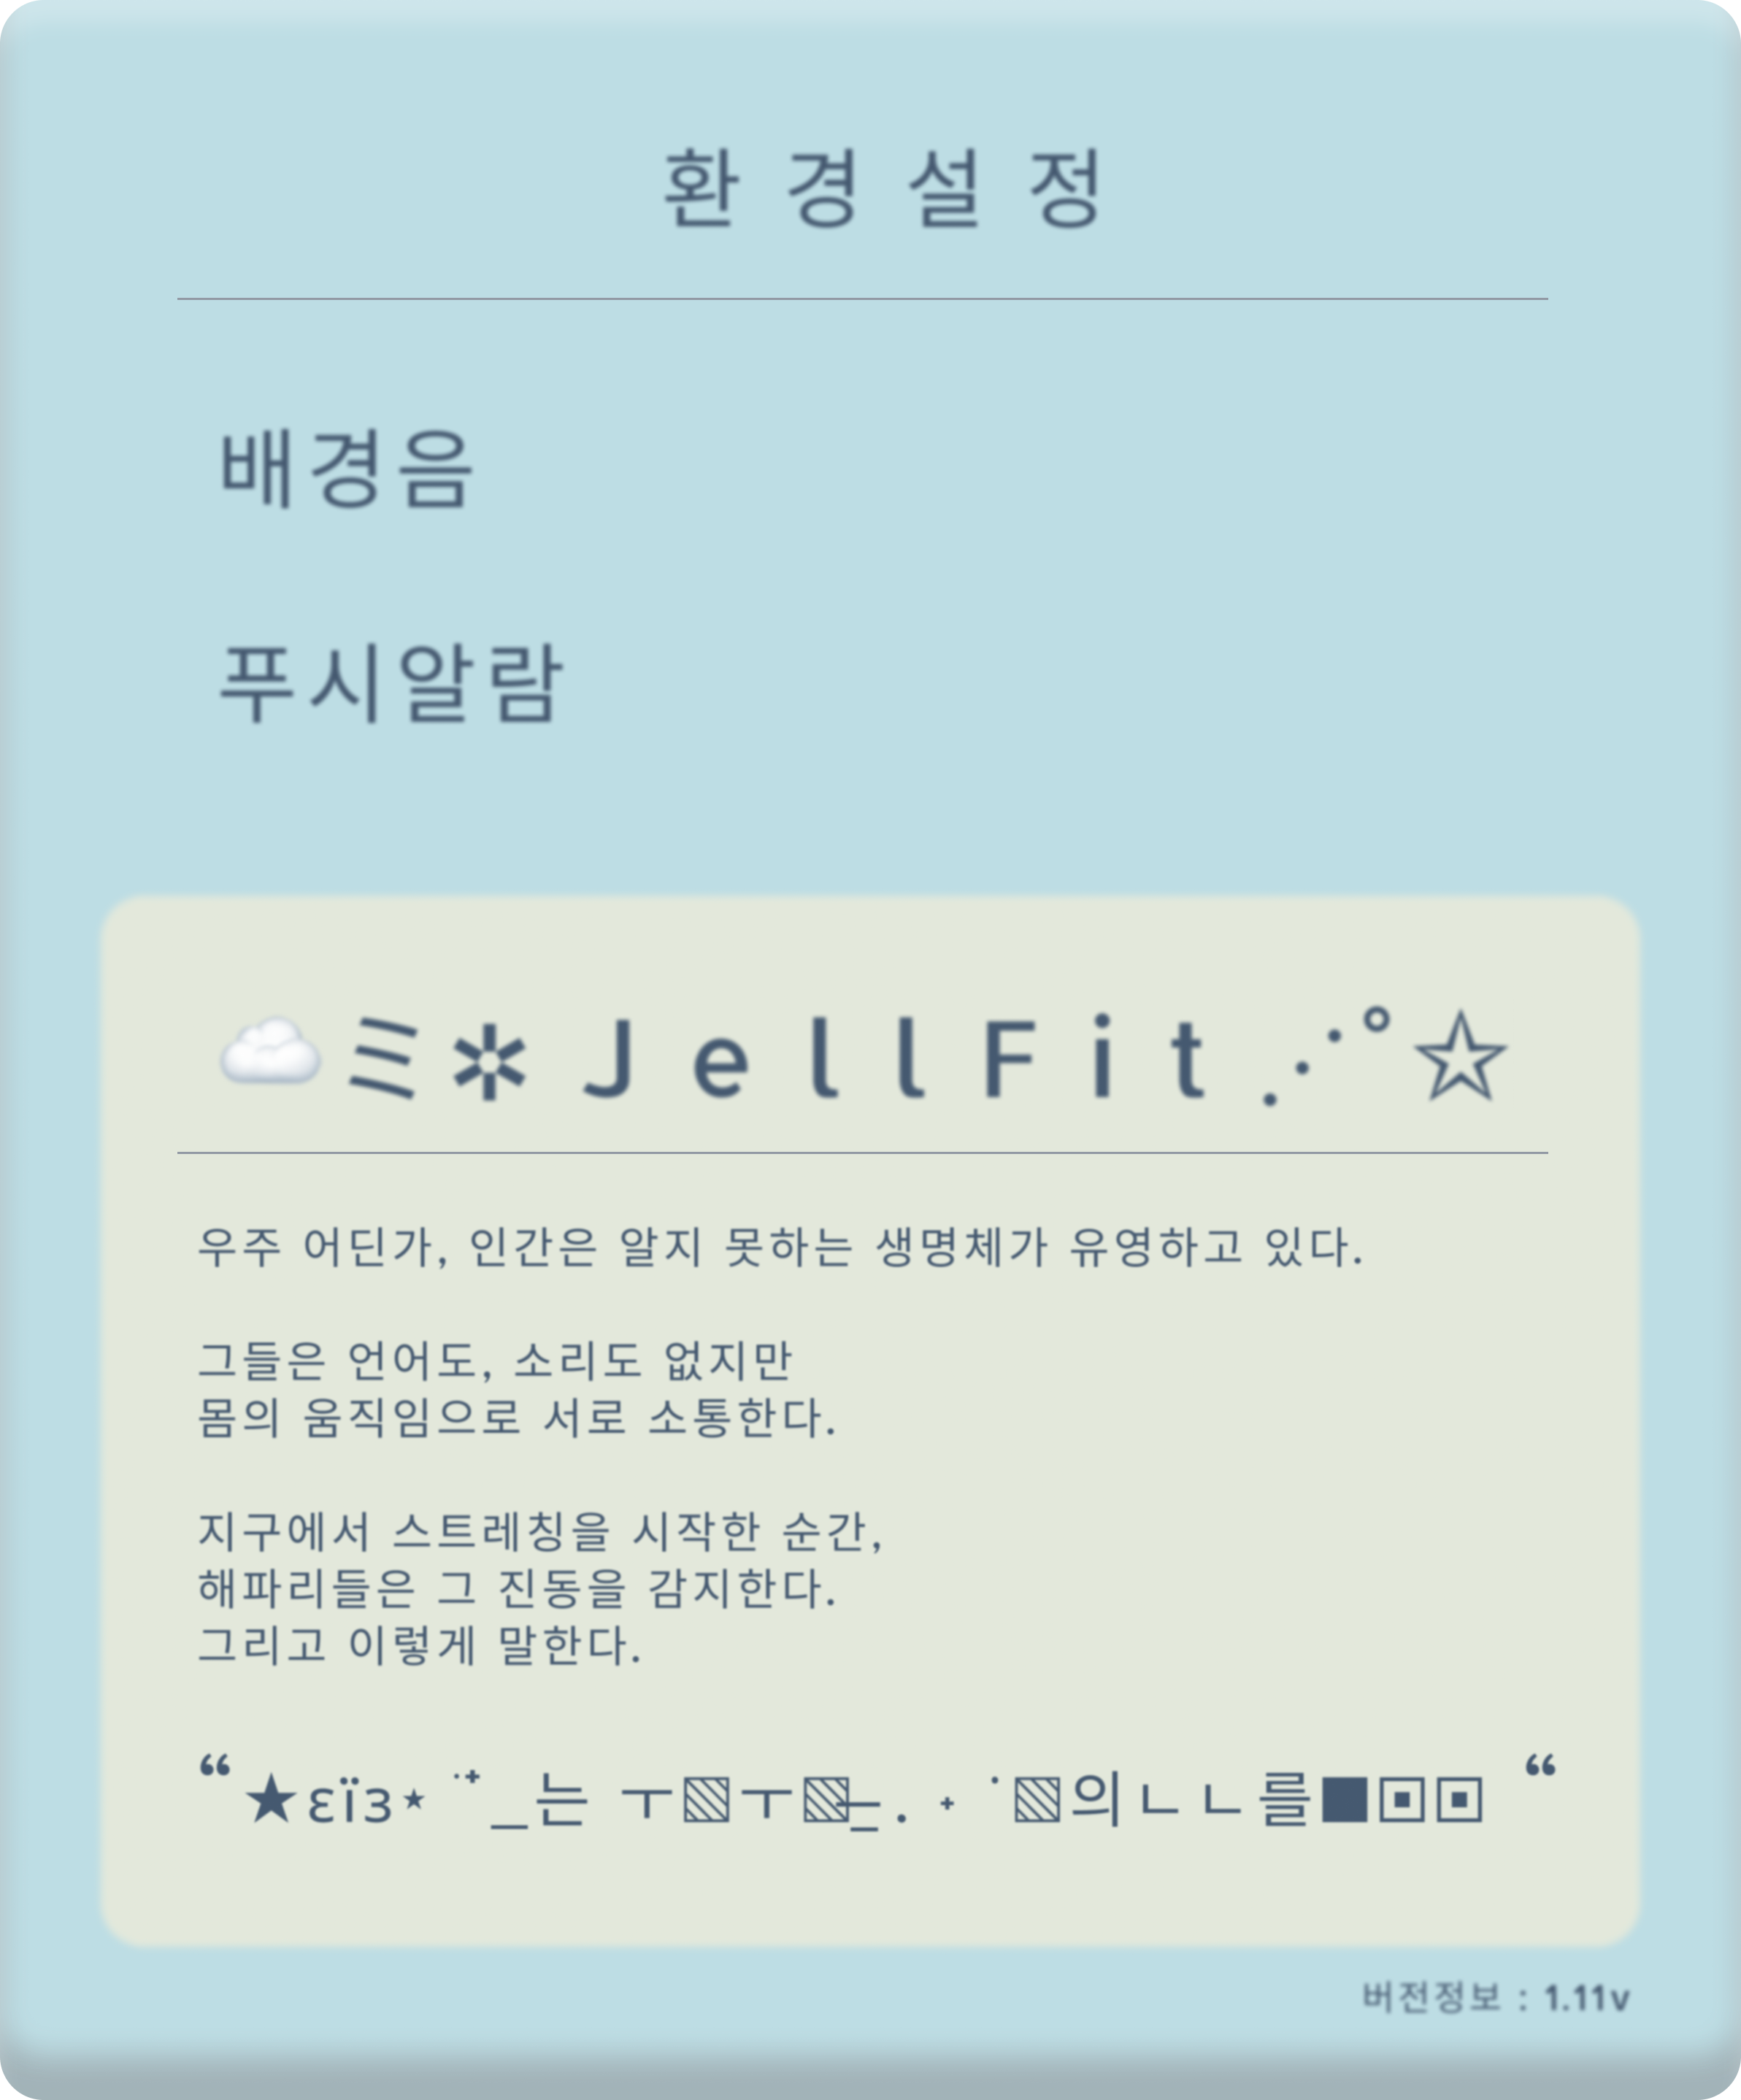 환경설정
배경음
푸시알람
☁️ミ✲ＪｅｌｌＦｉｔ⋰˚☆
우주 어딘가, 인간은 알지 못하는 생명체가 유영하고 있다.
그들은 언어도, 소리도 없지만
몸의 움직임으로 서로 소통한다.
지구에서 스트레칭을 시작한 순간,
해파리들은 그 진동을 감지한다.
그리고 이렇게 말한다.
“★εïз⋆ ˙⁺_는 ㅜ▧ㅜ▧_̶. ˖ ˙▧의ㄴㄴ를■▣▣ “
버전정보 : 1.11v